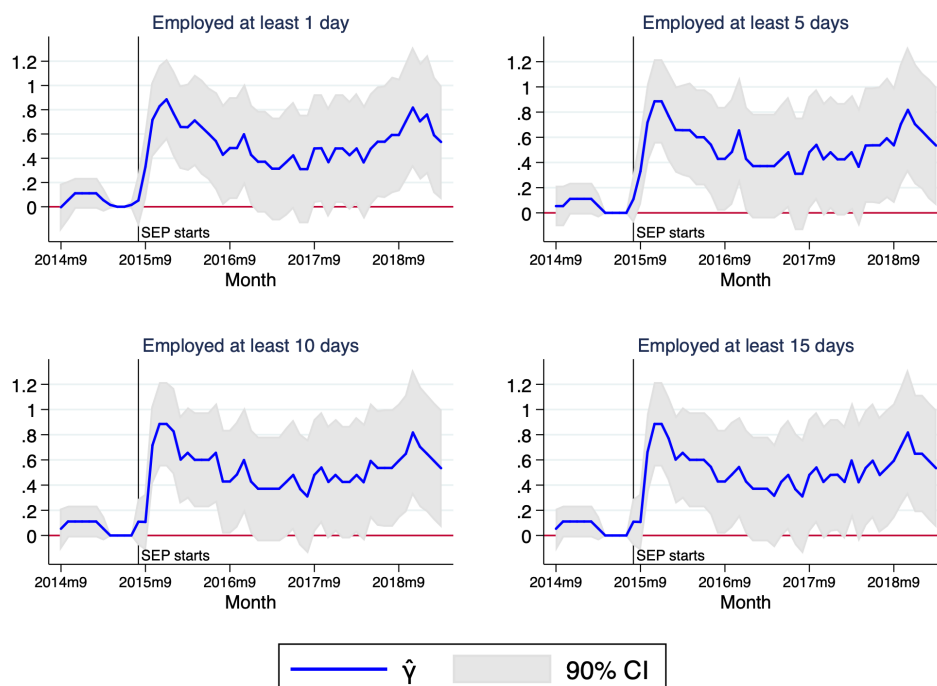 Employed at least 1 day
1.2
1
.8
.6
.4
.2
0
SEP starts
2014m9 2015m9 2016m9 2017m9 2018m9
Month
Employed at least 5 days
1.2
1
.8
.6
.4
.2
0
SEP starts
2014m9 2015m9 2016m9 2017m9 2018m9
Month
Employed at least 10 days
1.2
1
.8
.6
.4
.2
0
SEP starts
2014m9 2015m9 2016m9 2017m9 2018m9
Month
Employed at least 15 days
1.2
1
.8
.6
.4
.2
0
SEP starts
2014m9 2015m9 2016m9 2017m9 2018m9
Month
γ̂ 90% CI